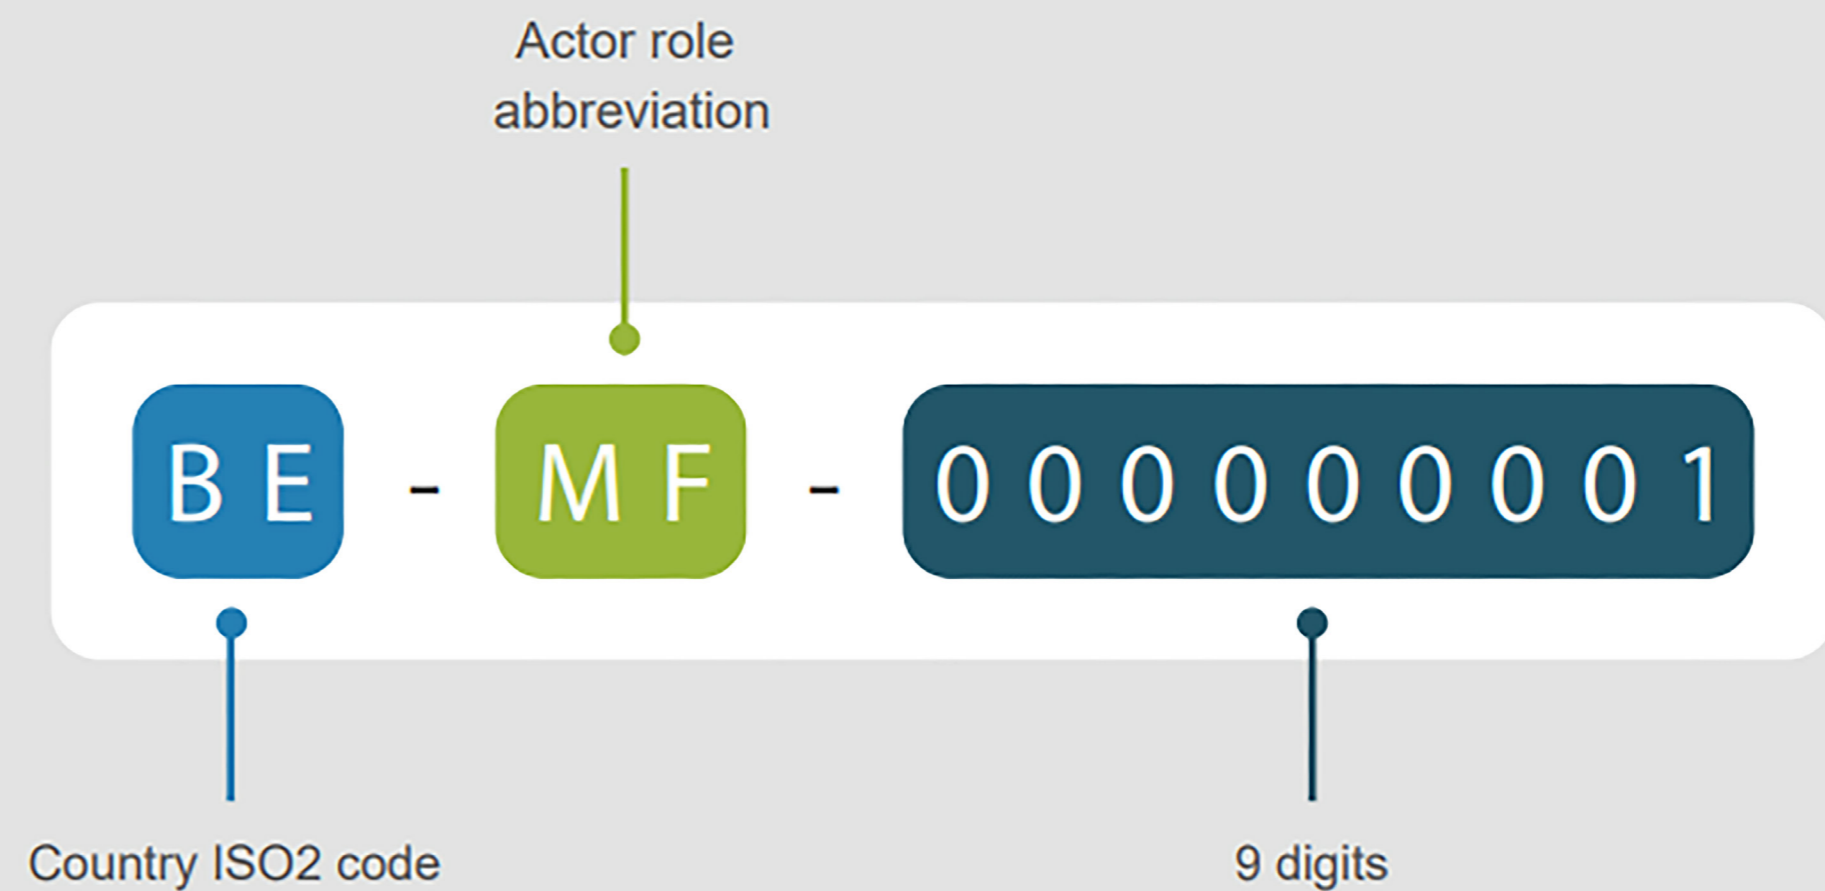 Actor role
abbreviation
B E - M F - 0 0 0 0 0 0 0 0 1
Country ISO2 code
9 digits